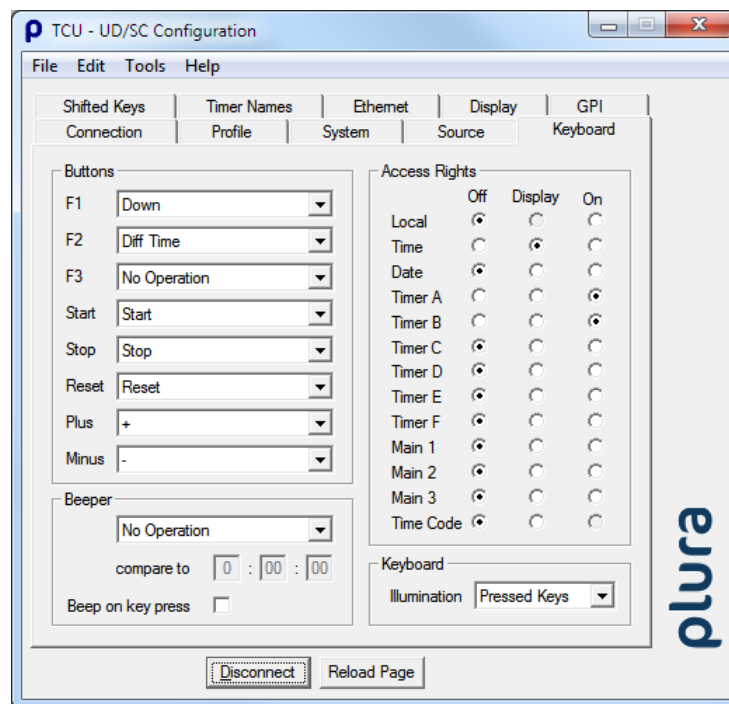 TCU - UD/SC Configuration
File Edit Tools Help
Shifted Keys Timer Names Ethernet Display GPI
Connection Profile System Source Keyboard
Buttons
F1 Down
F2 Diff Time
F3 No Operation
Start Start
Stop Stop
Reset Reset
Plus +
Minus -
Beeper
No Operation
compare to 0 : 00 : 00
Beep on key press
Access Rights
Off Display On
Local
Time
Date
Timer A
Timer B
Timer C
Timer D
Timer E
Timer F
Main 1
Main 2
Main 3
Time Code
Keyboard
Illumination Pressed Keys
Disconnect Reload Page
plura